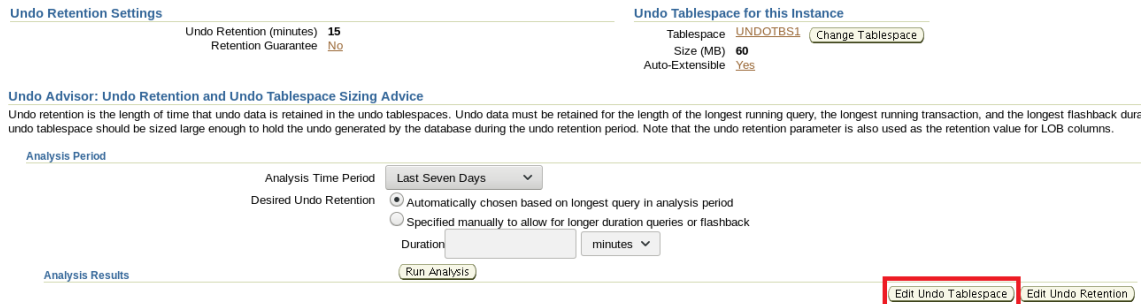 Undo Retention Settings
Undo Retention (minutes) 15
Retention Guarantee No
Undo Tablespace for this Instance
Tablespace UNDOTBS1 Change Tablespace
Size (MB) 60
Auto-Extensible Yes
Undo Advisor: Undo Retention and Undo Tablespace Sizing Advice
Undo retention is the length of time that undo data is retained in the undo tablespaces. Undo data must be retained for the length of the longest running query, the longest running transaction, and the longest flashback
undo tablespace should be sized large enough to hold the undo generated by the database during the undo retention period. Note that the undo retention parameter is also used as the retention value for LOB columns.
Analysis Period
Analysis Time Period Last Seven Days
Desired Undo Retention Automatically chosen based on longest query in analysis period
Specified manually to allow for longer duration queries or flashback
Duration minutes
Run Analysis
Analysis Results
Edit Undo Tablespace Edit Undo Retention